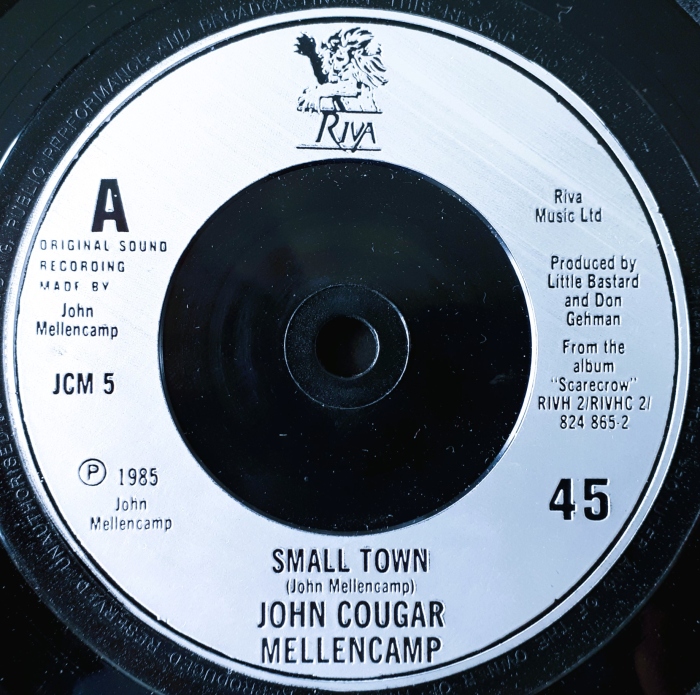 RIVA
A
ORIGINAL SOUND
RECORDING
MADE BY
John
Mellencamp
JCM 5
Ⓟ 1985
John
Mellencamp
Riva
Music Ltd
Produced by
Little Bastard
and Don
Gehman
From the
album
"Scarecrow"
RIVH 2/RIVHC 2/
824 865-2
45
SMALL TOWN
(John Mellencamp)
JOHN COUGAR
MELLENCAMP